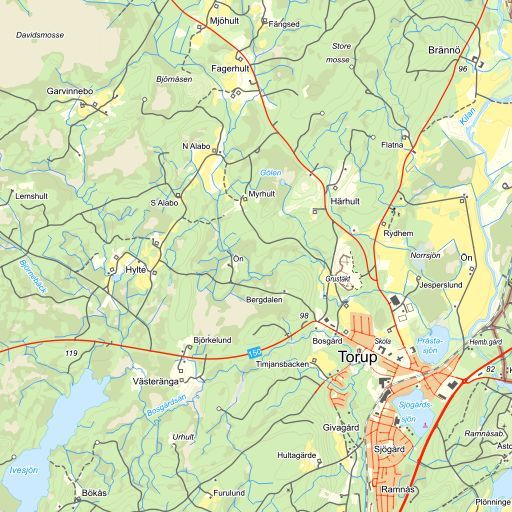 Mjöhult
Fängsed
Davidsmosse
Store
mosse
Brännö
Fagerhult
96
Björnåsen
Garvinnebo
Kilan
N Alabo
Flatna
Gölen
Lemshult
S Alabo
Myrhult
Härhult
Rydhem
Björnebäck
Hylte
Ön
Norrsjön
Ön
Grustäkt
Jesperslund
Bergdalen
98
Björkelund
Bosgård
Skola
Prästa-
sjön
Hemb.gård
119
150
Torup
Timjansbacken
82
Västeränga
Bosgårdsån
Sjögårds-
sjön
Givagård
Urhult
Ramnåsab.
Sjögård
Hultagärde
Ivesjön
Bökås
Furulund
Ramnås
Plönninge